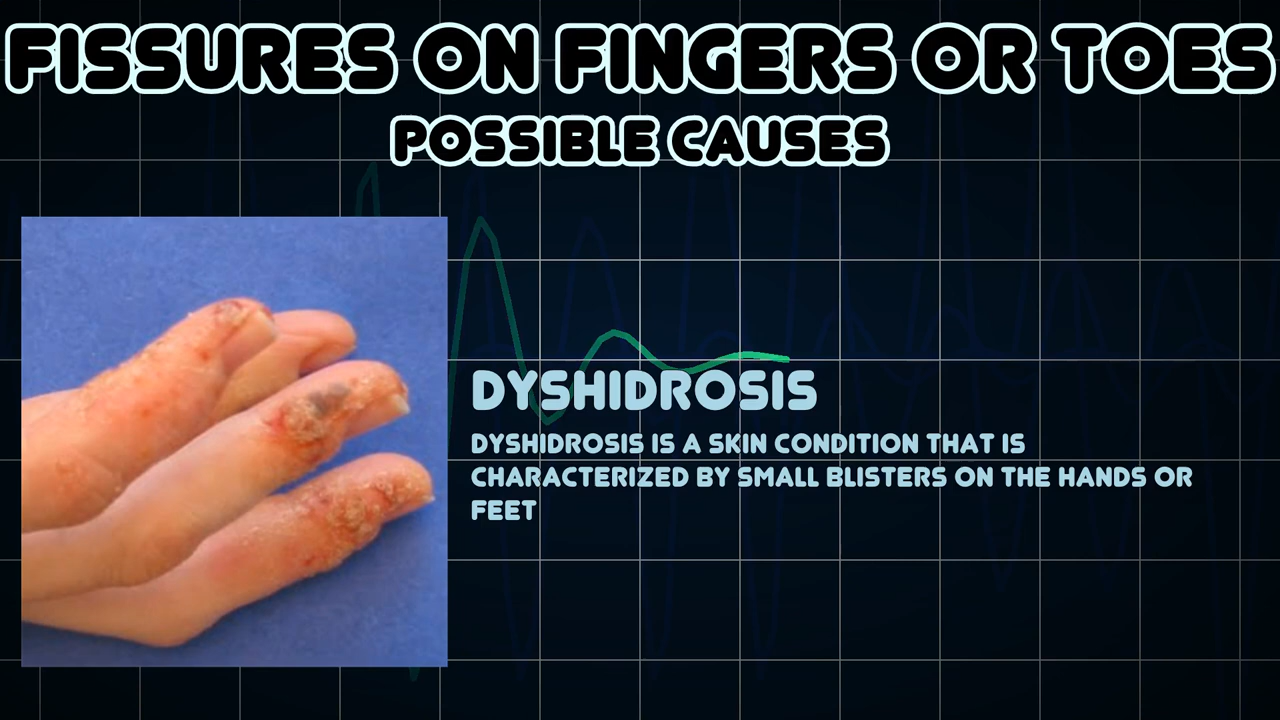 FISSURES ON FINGERS OR TOES
POSSIBLE CAUSES
DYSHIDROSIS
DYSHIDROSIS IS A SKIN CONDITION THAT IS
CHARACTERIZED BY SMALL BLISTERS ON THE HANDS OR
FEET